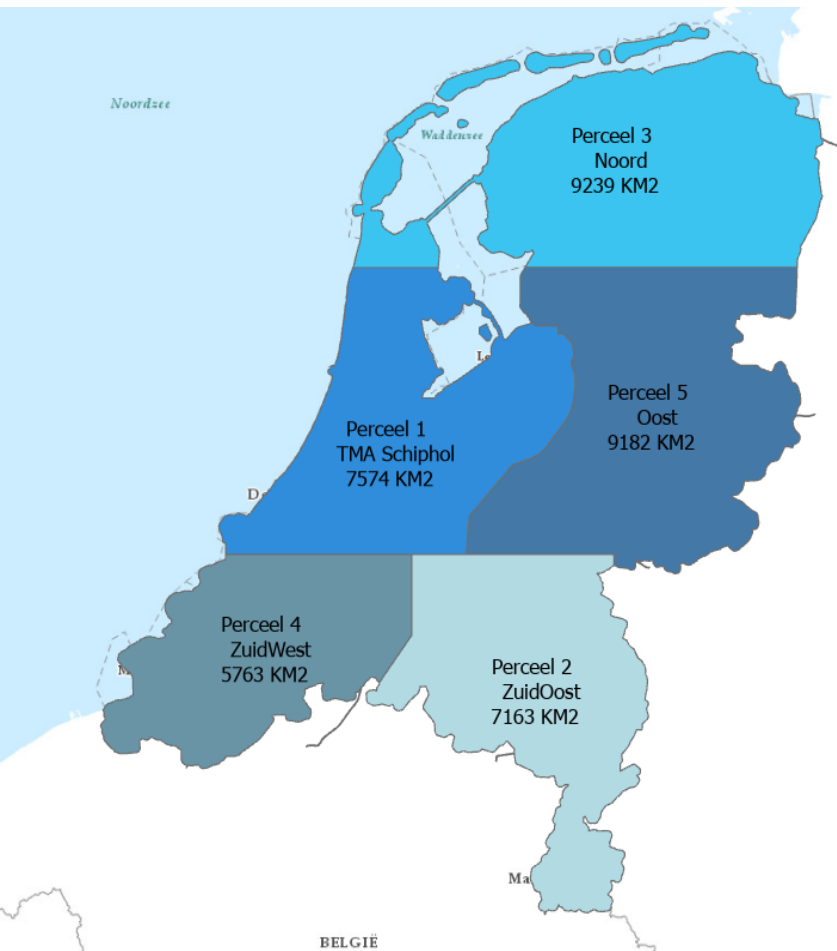 Noordzee
Waddenzee
Perceel 3
Noord
9239 KM2
Perceel 5
Oost
9182 KM2
Perceel 1
TMA Schiphol
7574 KM2
Perceel 4
ZuidWest
5763 KM2
Perceel 2
ZuidOost
7163 KM2
Ma
BELGIË